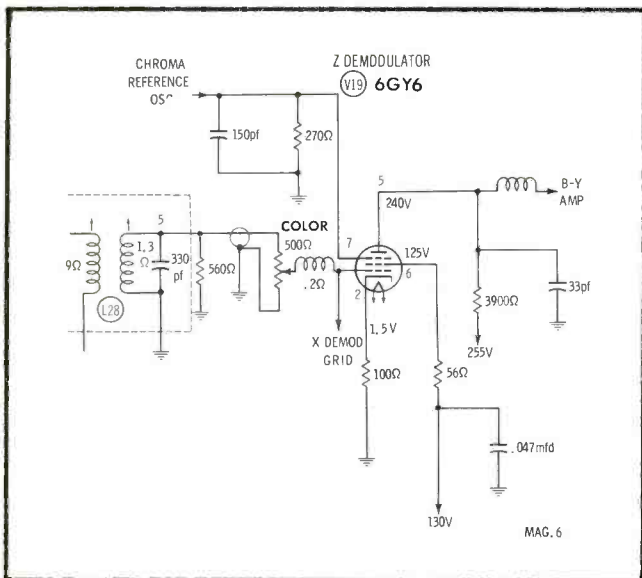 CHROMA
REFERENCE
Z DEMODULATOR
V19 6GY6
150pf
270Ω
5
240V
B-Y
AMP
5
COLOR
500Ω
7
125V
6
9Ω
1,3
Ω
330
pf
560Ω
.2Ω
2
3900Ω
33pf
L28
1,5V
X DEMOD
GRID
255V
100Ω
56Ω
.047mfd
130V
MAG. 6